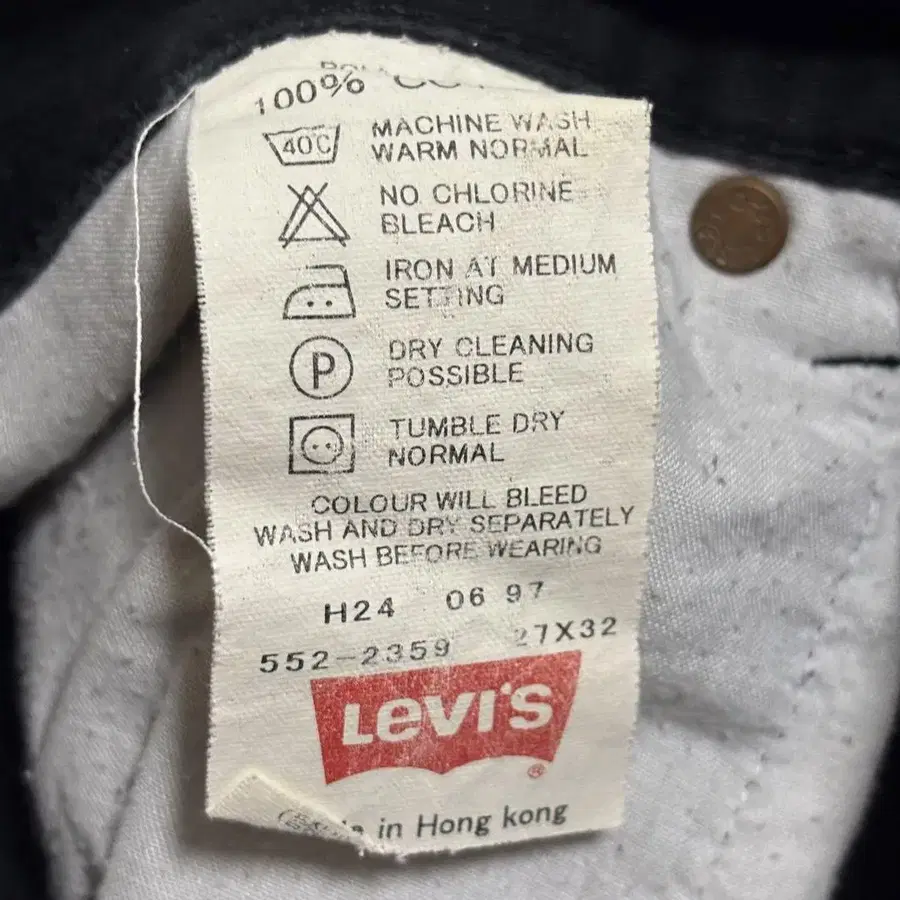 100%
40C
MACHINE WASH
WARM NORMAL
NO CHLORINE
BLEACH
IRON AT MEDIUM
SETTING
P
DRY CLEANING
POSSIBLE
TUMBLE DRY
NORMAL
COLOUR WILL BLEED
WASH AND DRY SEPARATELY
WASH BEFORE WEARING
H24 06 97
552-2359 27X32
Levi's
®
in Hong kong